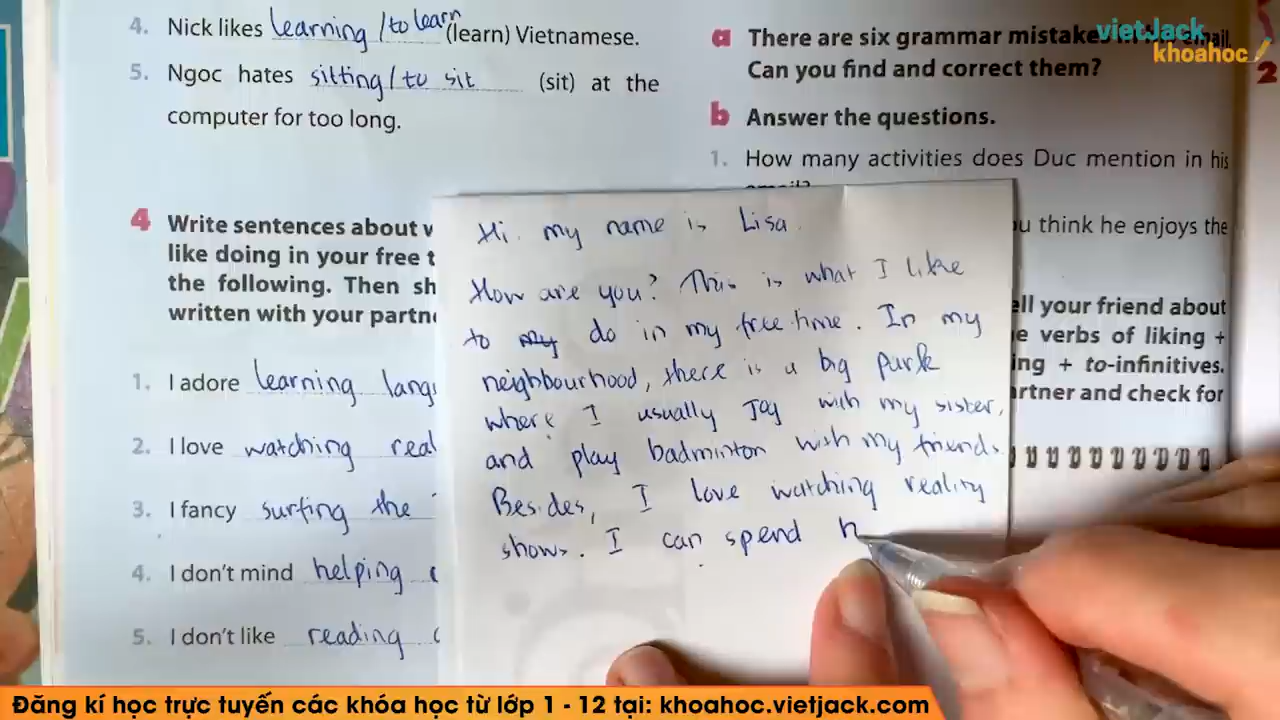 4. Nick likes learning / to learn (learn) Vietnamese.
5. Ngoc hates sitting / to sit (sit) at the
computer for too long.
4 Write sentences about w
like doing in your free t
the following. Then sh
written with your partne
1. I adore learning lang
2. I love watching real
3. I fancy surfing the
4. I don't mind helping
5. I don't like reading
vietJack
khoahoc
a There are six grammar mistakes in
Can you find and correct them?
b Answer the questions.
1. How many activities does Duc mention in his
email?
ou think he enjoys the
ell your friend about
e verbs of liking +
ing + to-infinitives.
artner and check for
2
Hi. my name is Lisa.
How are you? This is what I like
to my do in my free time. In my
neighbourhood, there is a big park
where I usually jog with my sister,
and play badminton with my friends.
Besides, I love watching reality
shows. I can spend h
Đăng kí học trực tuyến các khóa học từ lớp 1 - 12 tại: khoahoc.vietjack.com